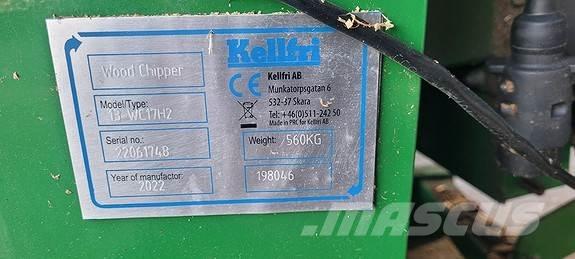 Wood Chipper
Model/Type:
13-WC17H2
Serial no.:
22061748
Year of manufactor:
2022
Kellfri
CE
Kellfri AB
Munkatorpsgatan 6
532-37 Skara
Tel: +46(0)511-242 50
Made in PRC for Kellfri AB
Weight:
560KG
198046
MASCUS